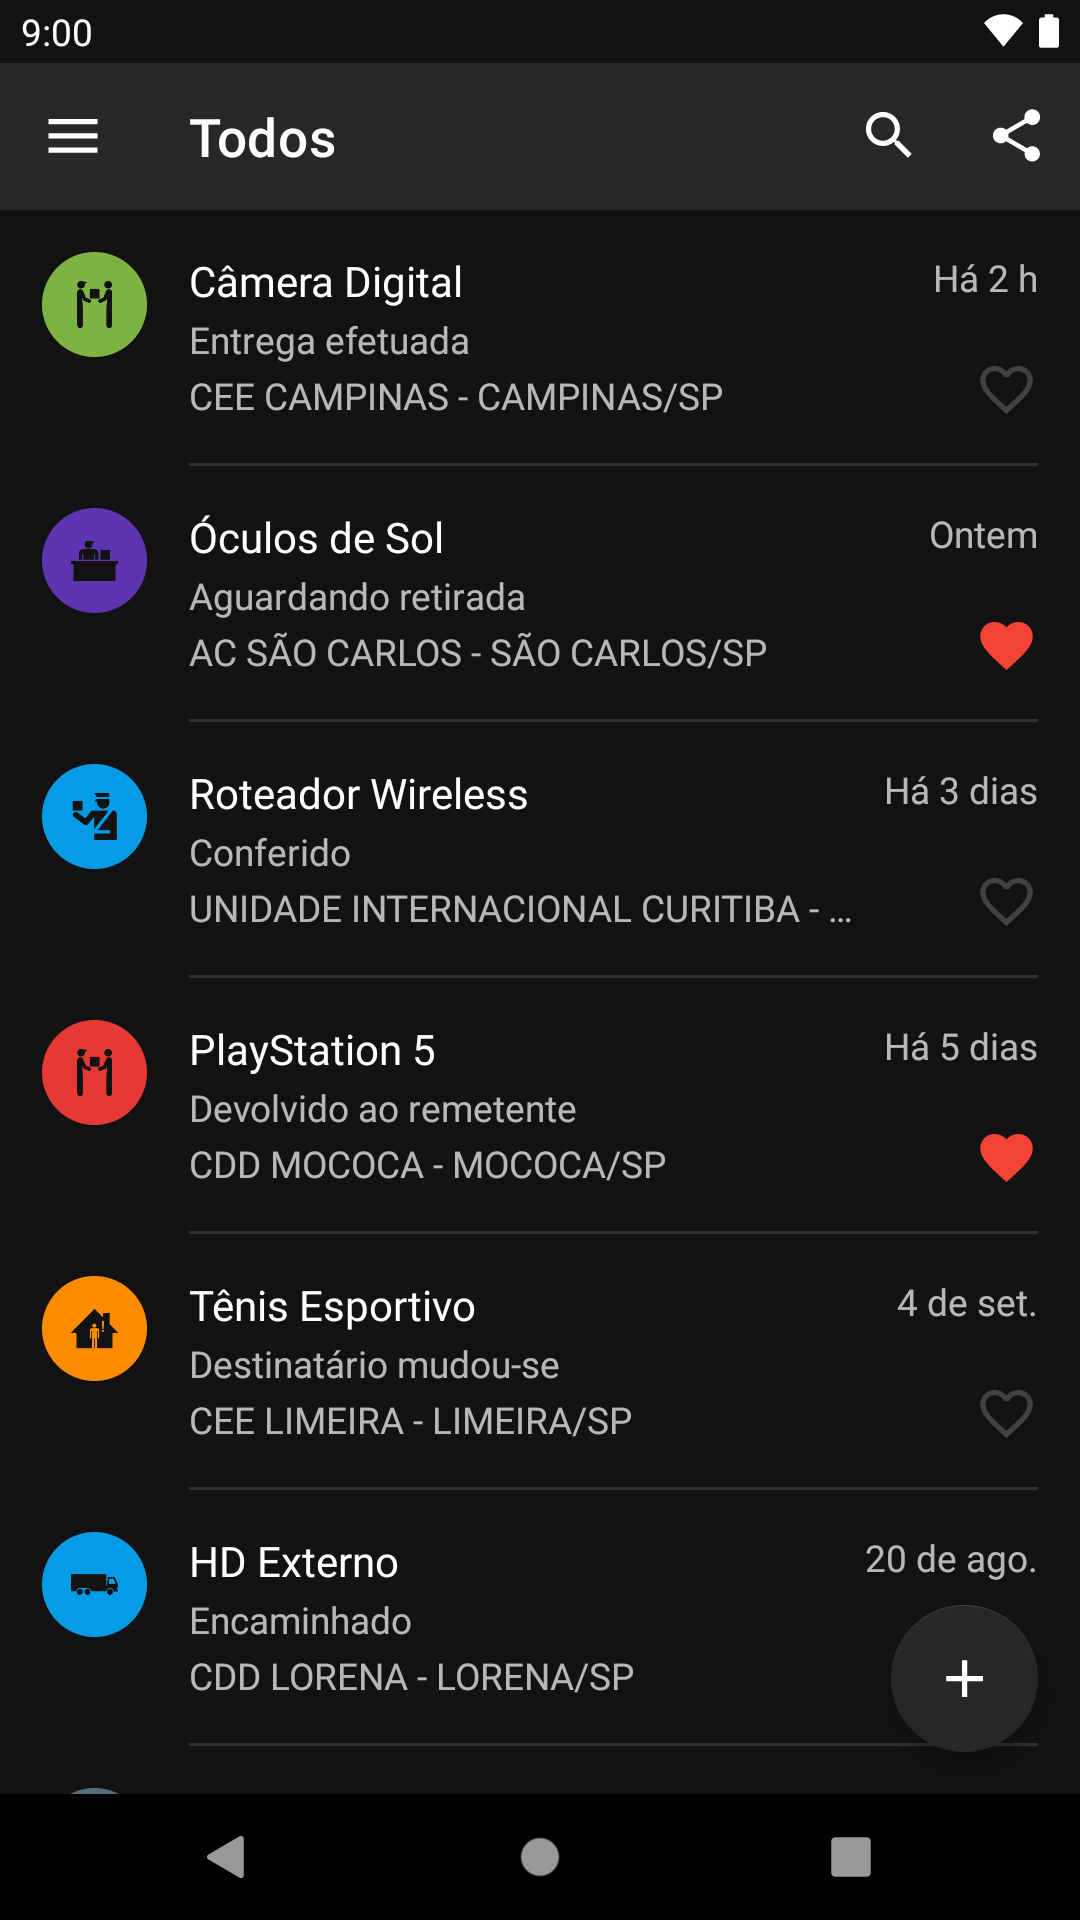 9:00
Todos
Câmera Digital
Há 2 h
Entrega efetuada
CEE CAMPINAS - CAMPINAS/SP
Óculos de Sol
Ontem
Aguardando retirada
AC SÃO CARLOS - SÃO CARLOS/SP
Roteador Wireless
Há 3 dias
Conferido
UNIDADE INTERNACIONAL CURITIBA - …
PlayStation 5
Há 5 dias
Devolvido ao remetente
CDD MOCOCA - MOCOCA/SP
Tênis Esportivo
4 de set.
Destinatário mudou-se
CEE LIMEIRA - LIMEIRA/SP
HD Externo
20 de ago.
Encaminhado
CDD LORENA - LORENA/SP